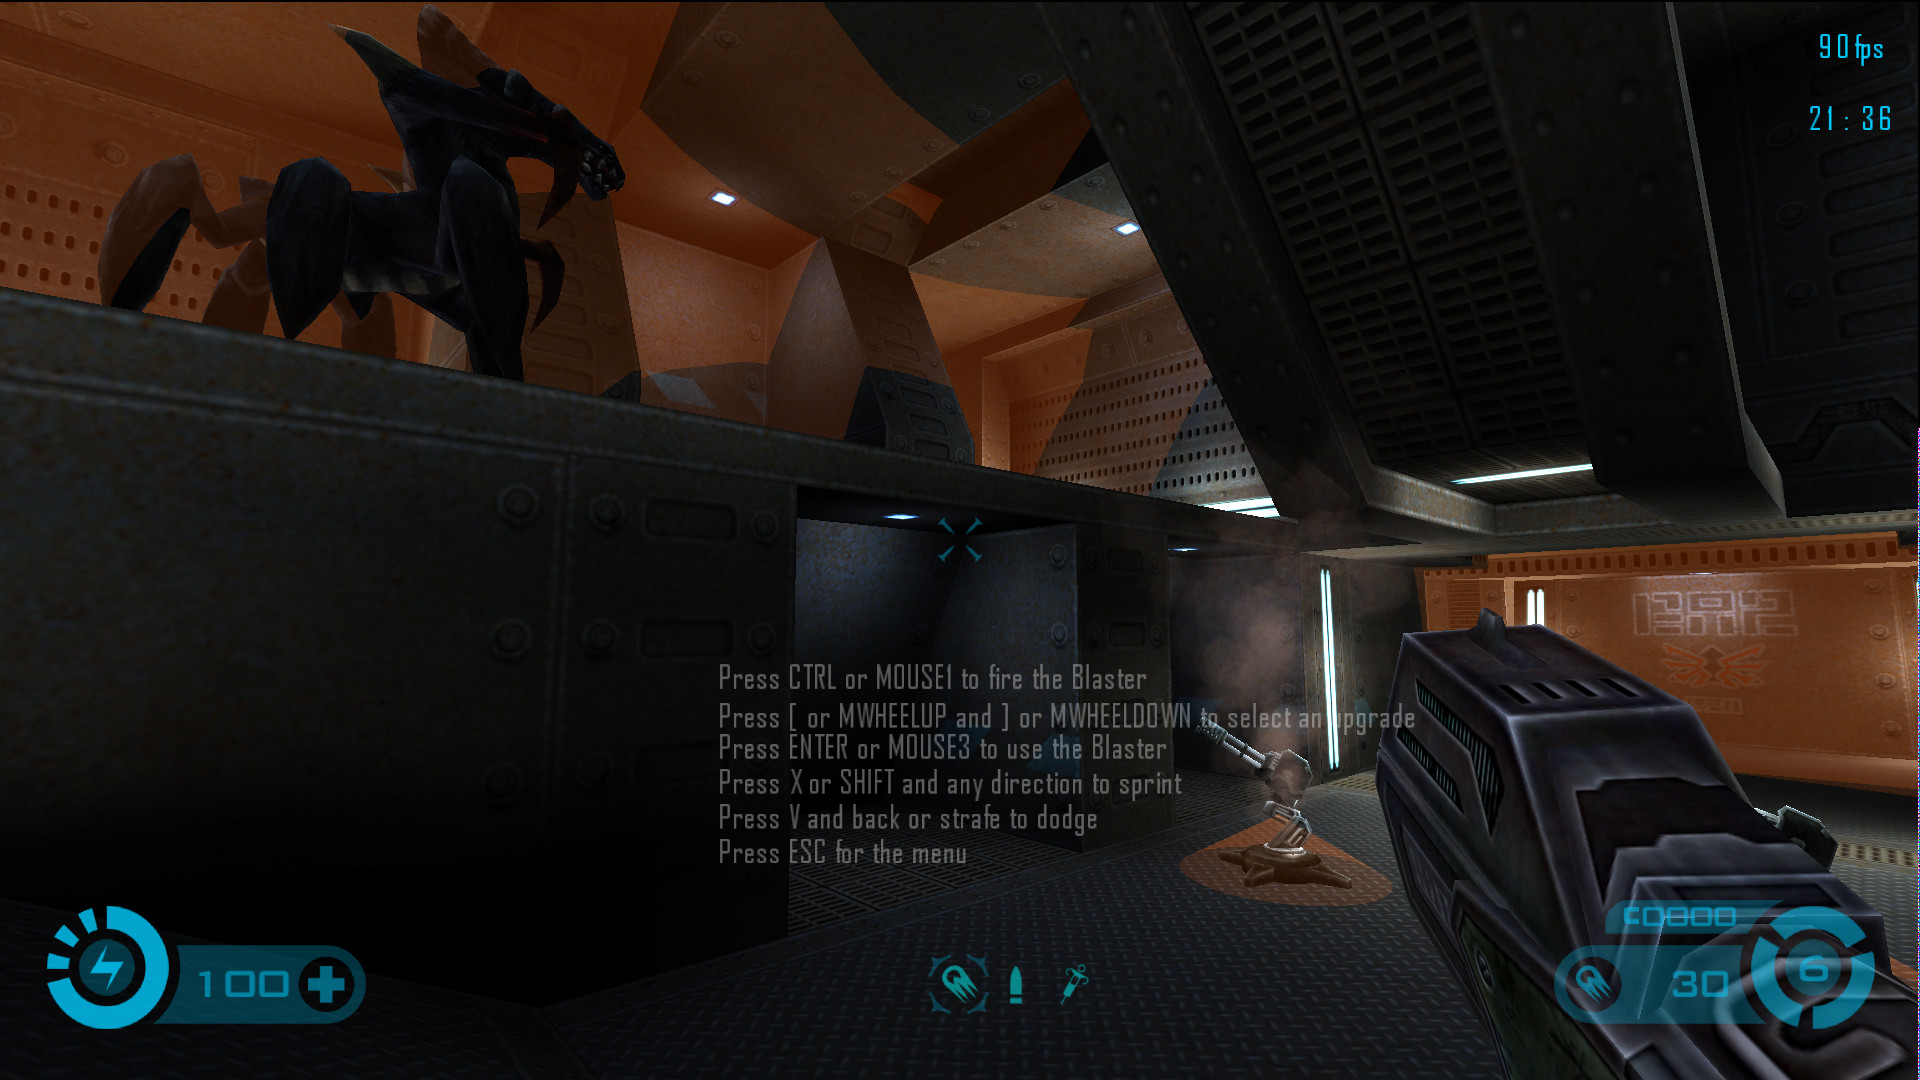 90fps
21:36
Press CTRL or MOUSE1 to fire the Blaster
Press [ or MWHEELUP and ] or MWHEELDOWN to select an upgrade
Press ENTER or MOUSE3 to use the Blaster
Press X or SHIFT and any direction to sprint
Press V and back or strafe to dodge
Press ESC for the menu
100
30
6